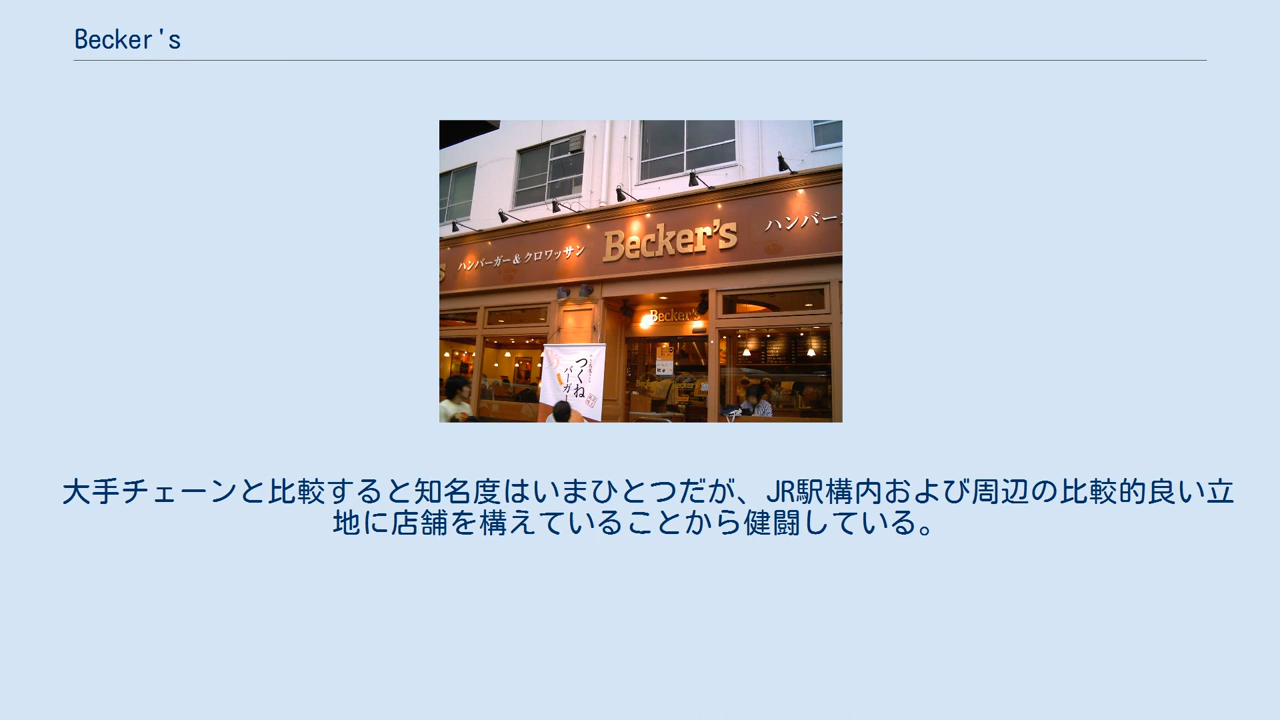 Becker's
ハンバーガー&クロワッサン
Becker's
ハンバー
Becker's
つくね
バーガー
大手チェーンと比較すると知名度はいまひとつだが、JR駅構内および周辺の比較的良い立
地に店舗を構えていることから健闘している。